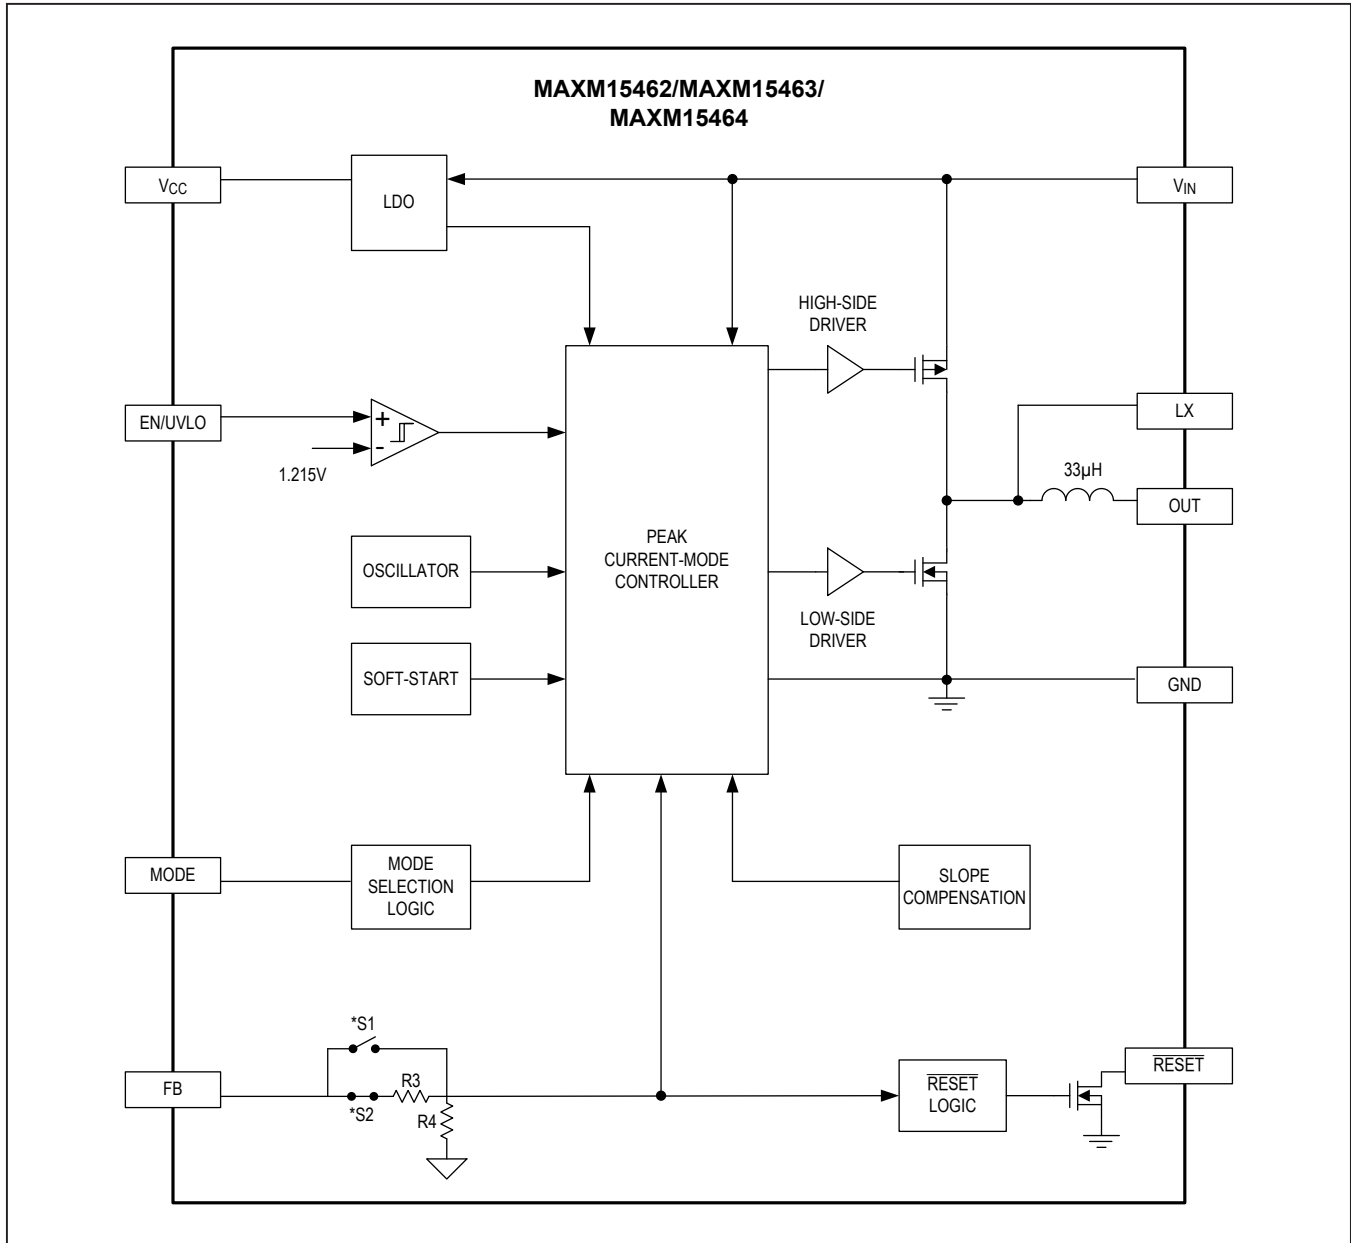 MAXM15462/MAXM15463/
MAXM15464
VCC
LDO
VIN
HIGH-SIDE
DRIVER
EN/UVLO
+
-
1.215V
LX
33µH
OUT
PEAK
CURRENT-MODE
CONTROLLER
OSCILLATOR
LOW-SIDE
DRIVER
SOFT-START
GND
MODE
MODE
SELECTION
LOGIC
SLOPE
COMPENSATION
*S1
FB
*S2
R3
R4
RESET
LOGIC
RESET